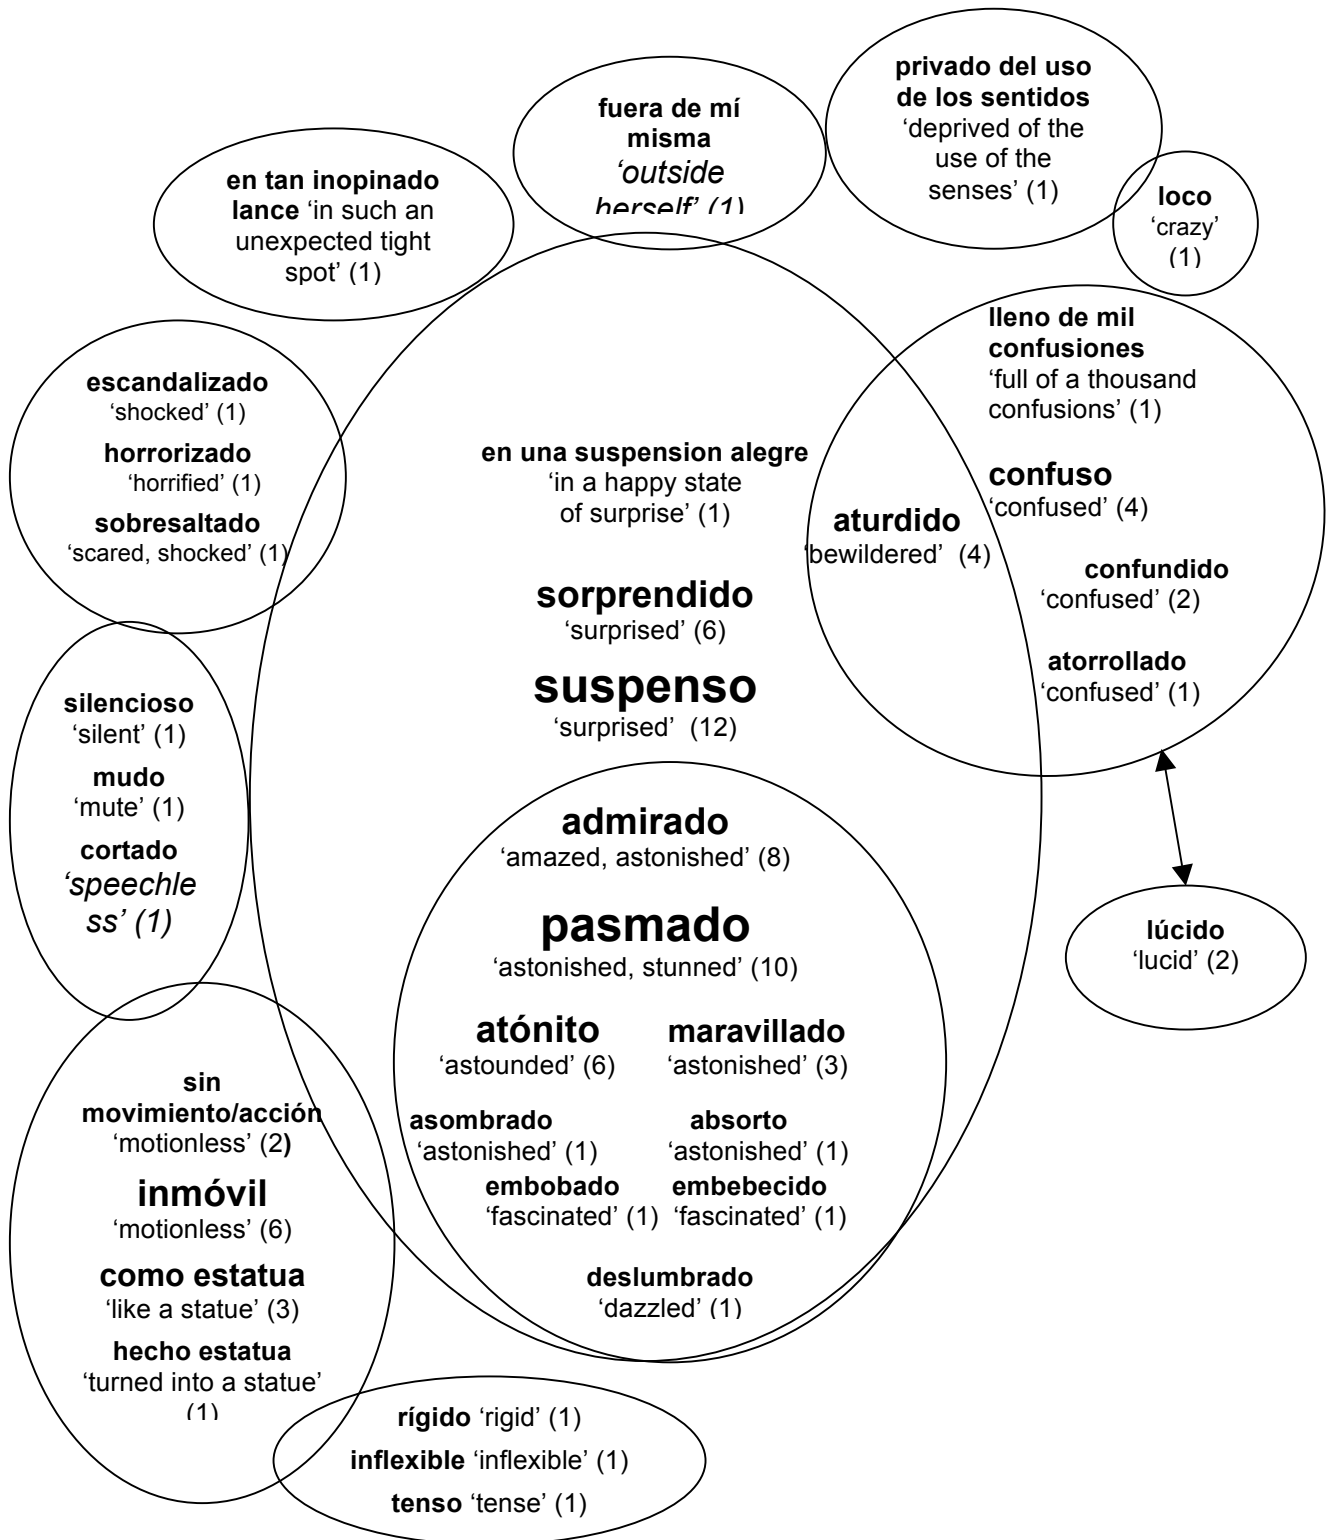 privado del uso
de los sentidos
‘deprived of the
use of the
senses’ (1)
fuera de mí
misma
‘outside
herself’ (1)
en tan inopinado
lance ‘in such an
unexpected tight
spot’ (1)
loco
‘crazy’
(1)
lleno de mil
confusiones
‘full of a thousand
confusions’ (1)
confuso
‘confused’ (4)
aturdido
‘bewildered’ (4)
confundido
‘confused’ (2)
atorrollado
‘confused’ (1)
escandalizado
‘shocked’ (1)
horrorizado
‘horrified’ (1)
sobresaltado
‘scared, shocked’ (1)
en una suspension alegre
‘in a happy state
of surprise’ (1)
sorprendido
‘surprised’ (6)
suspenso
‘surprised’ (12)
silencioso
‘silent’ (1)
mudo
‘mute’ (1)
cortado
‘speechle
ss’ (1)
admirado
‘amazed, astonished’ (8)
pasmado
‘astonished, stunned’ (10)
atónito
‘astounded’ (6)
maravillado
‘astonished’ (3)
asombrado
‘astonished’ (1)
absorto
‘astonished’ (1)
embobado
‘fascinated’ (1)
embebecido
‘fascinated’ (1)
deslumbrado
‘dazzled’ (1)
lúcido
‘lucid’ (2)
sin
movimiento/acción
‘motionless’ (2)
inmóvil
‘motionless’ (6)
como estatua
‘like a statue’ (3)
hecho estatua
‘turned into a statue’
(1)
rígido ‘rigid’ (1)
inflexible ‘inflexible’ (1)
tenso ‘tense’ (1)